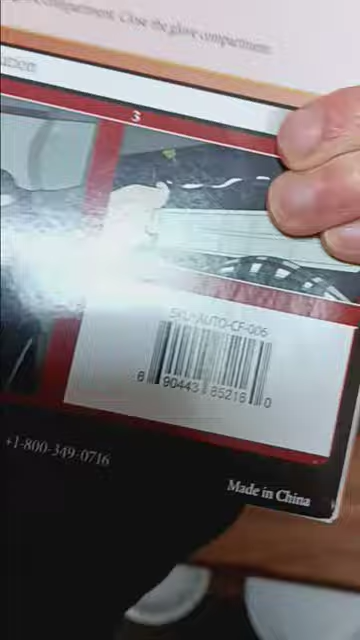 compartment. Close the glove compartment.
3
SKU: AUTO-CF-006
8 90443 85216 0
+1-800-349-0716
Made in China